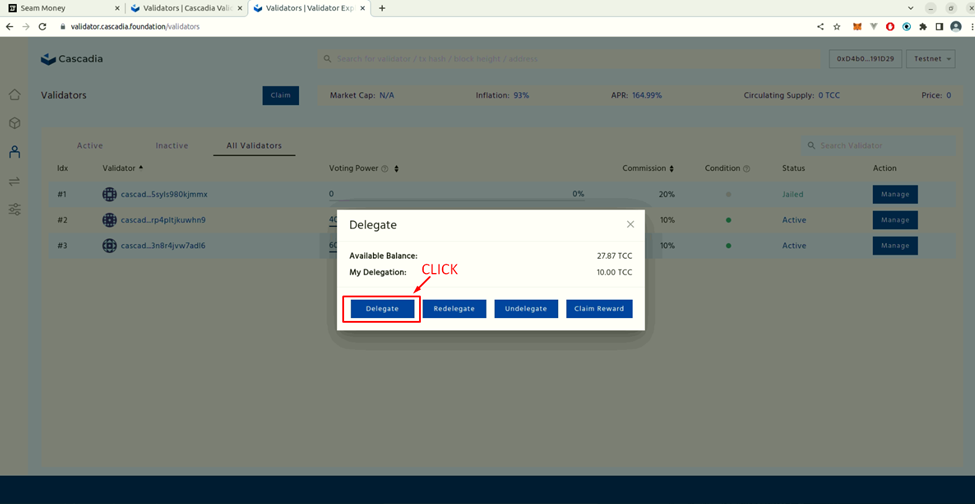 Seam Money
Validators | Cascadia Valid
Validators | Validator Exp
validator.cascadia.foundation/validators
Cascadia
Search for validator / tx hash / block height / address
0xD4b0...191D29
Testnet
Validators
Claim
Market Cap: N/A
Inflation: 93%
APR: 164.99%
Circulating Supply: 0 TCC
Price: 0
Active
Inactive
All Validators
Search Validator
Idx
Validator
Voting Power
Commission
Condition
Status
Action
#1
cascad...5syls980kjmmx
0
0%
20%
Jailed
Manage
#2
cascad...rp4pltjkuwhn9
40
10%
Active
Manage
#3
cascad...3n8r4jvw7adl6
60
10%
Active
Manage
Delegate
Available Balance:
27.87 TCC
My Delegation:
10.00 TCC
CLICK
Delegate
Redelegate
Undelegate
Claim Reward